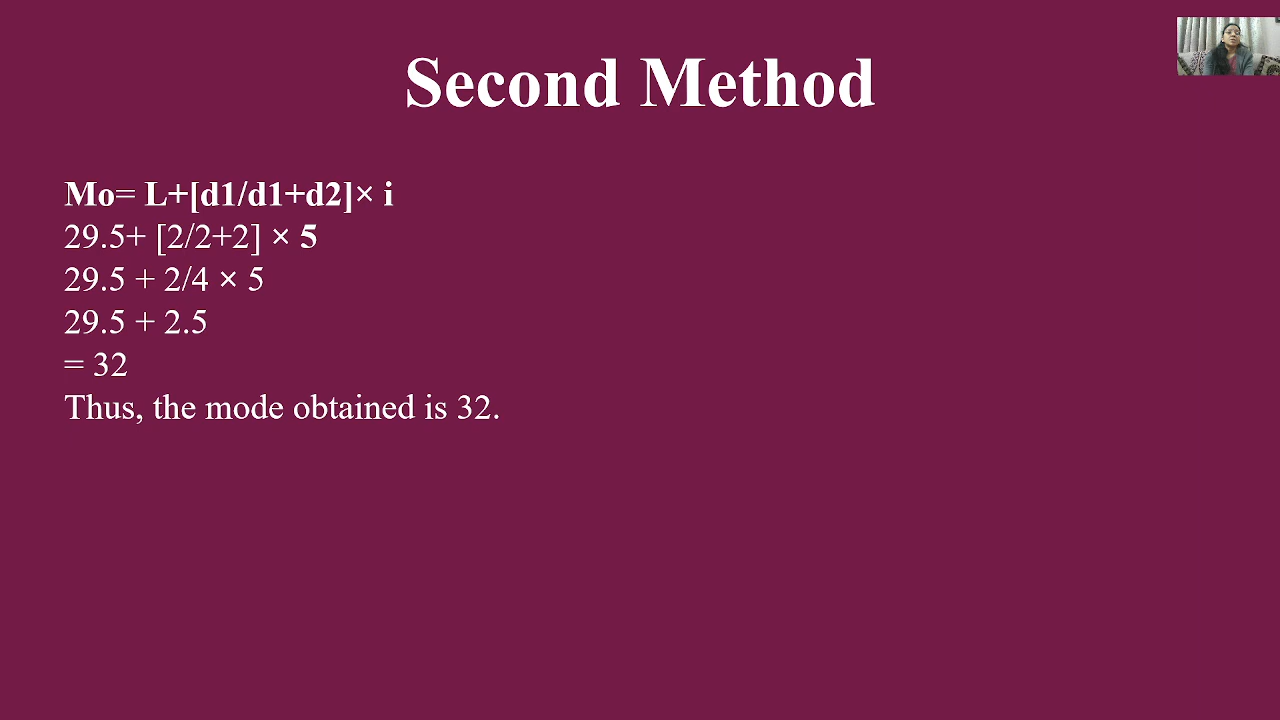 Second Method
Mo= L+[d1/d1+d2]× i
29.5+ [2/2+2] × 5
29.5 + 2/4 × 5
29.5 + 2.5
= 32
Thus, the mode obtained is 32.